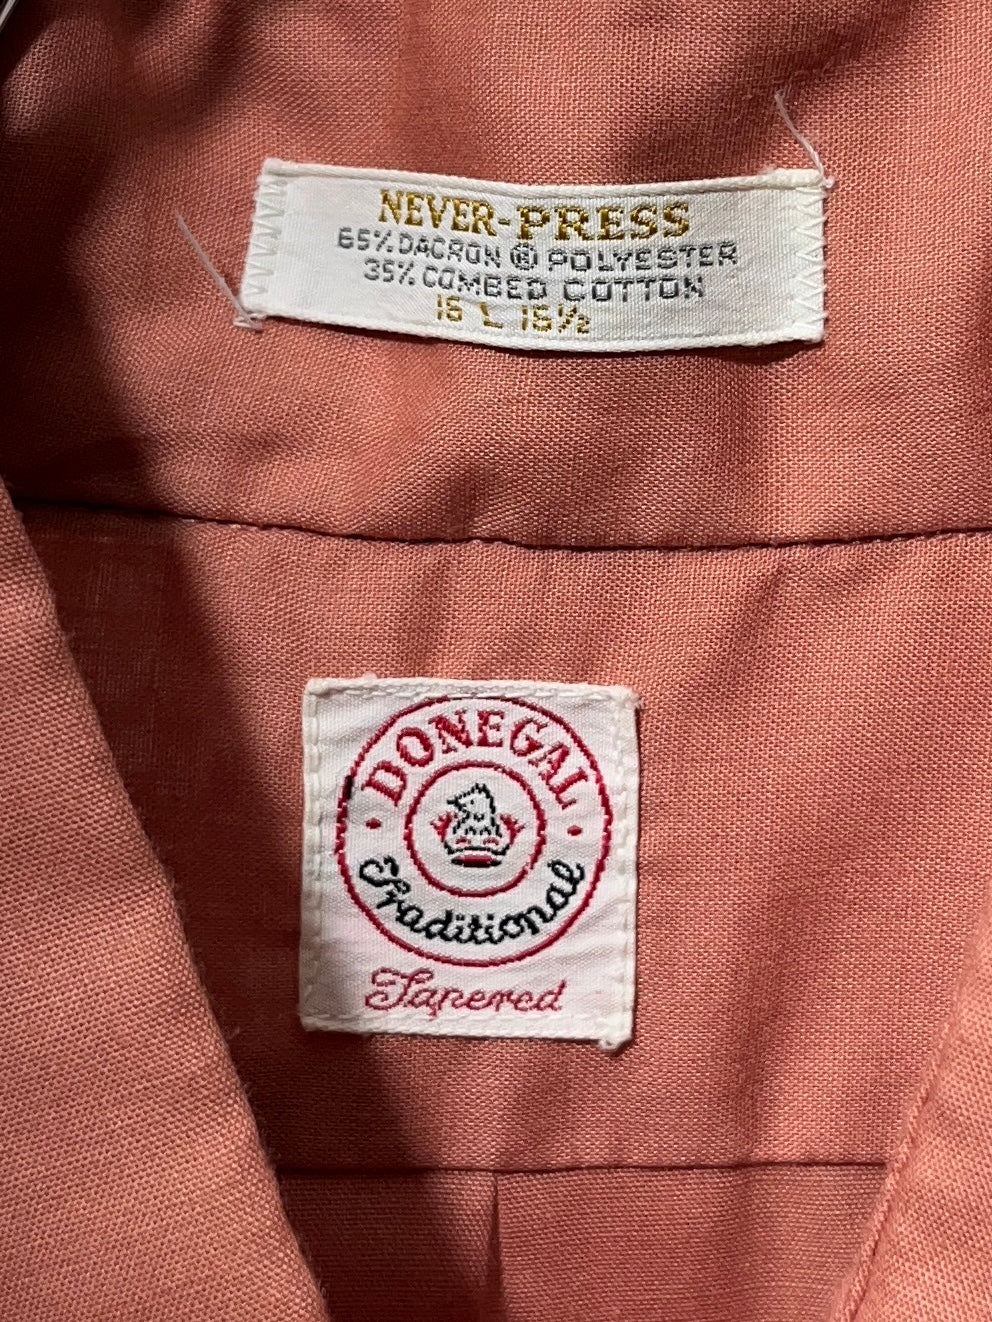 NEVER-PRESS
65% DACRON ® POLYESTER
35% COMBED COTTON
15 L 15½
DONEGAL
Traditional
Tapered